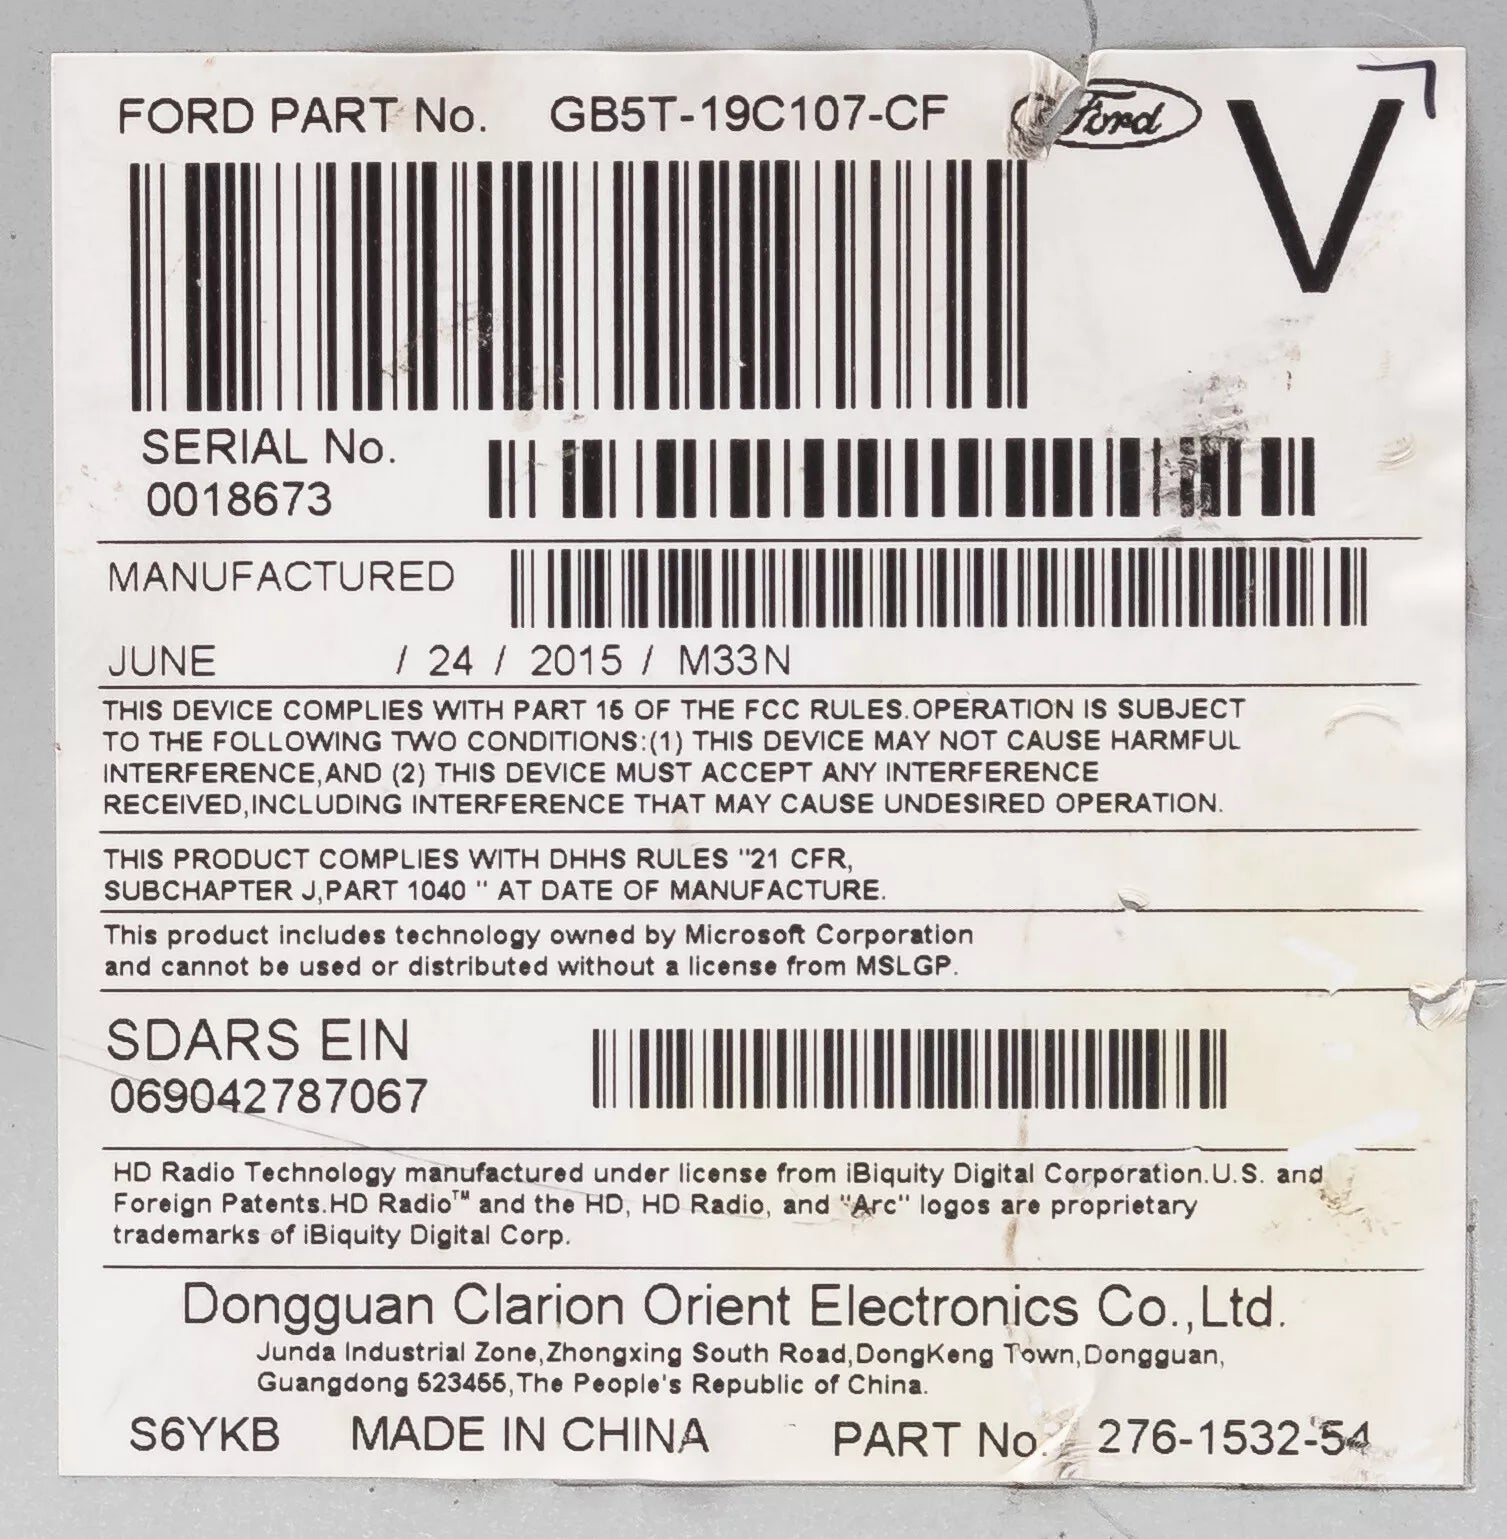 FORD PART No. GB5T-19C107-CF Ford V
SERIAL No.
0018673
MANUFACTURED
JUNE / 24 / 2015 / M33N
THIS DEVICE COMPLIES WITH PART 15 OF THE FCC RULES.OPERATION IS SUBJECT
TO THE FOLLOWING TWO CONDITIONS:(1) THIS DEVICE MAY NOT CAUSE HARMFUL
INTERFERENCE,AND (2) THIS DEVICE MUST ACCEPT ANY INTERFERENCE
RECEIVED,INCLUDING INTERFERENCE THAT MAY CAUSE UNDESIRED OPERATION.
THIS PRODUCT COMPLIES WITH DHHS RULES "21 CFR,
SUBCHAPTER J,PART 1040 " AT DATE OF MANUFACTURE.
This product includes technology owned by Microsoft Corporation
and cannot be used or distributed without a license from MSLGP.
SDARS EIN
069042787067
HD Radio Technology manufactured under license from iBiquity Digital Corporation.U.S. and
Foreign Patents.HD Radio™ and the HD, HD Radio, and "Arc" logos are proprietary
trademarks of iBiquity Digital Corp.
Dongguan Clarion Orient Electronics Co.,Ltd.
Junda Industrial Zone,Zhongxing South Road,DongKeng Town,Dongguan,
Guangdong 523455,The People's Republic of China.
S6YKB MADE IN CHINA PART No. 276-1532-54